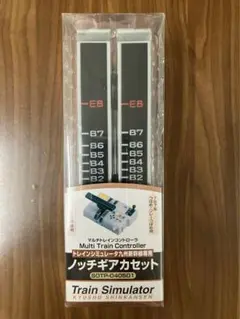 EB
EB
B7
B7
B6
B6
B5
B5
B4
B4
B3
B3
B2
B2
マルチトレインコントローラ
Multi Train Controller
トレインシミュレータ九州新幹線専用
ノッチギアカセット
SOTP-040501
Train Simulator
KYUSHU SHINKANSEN